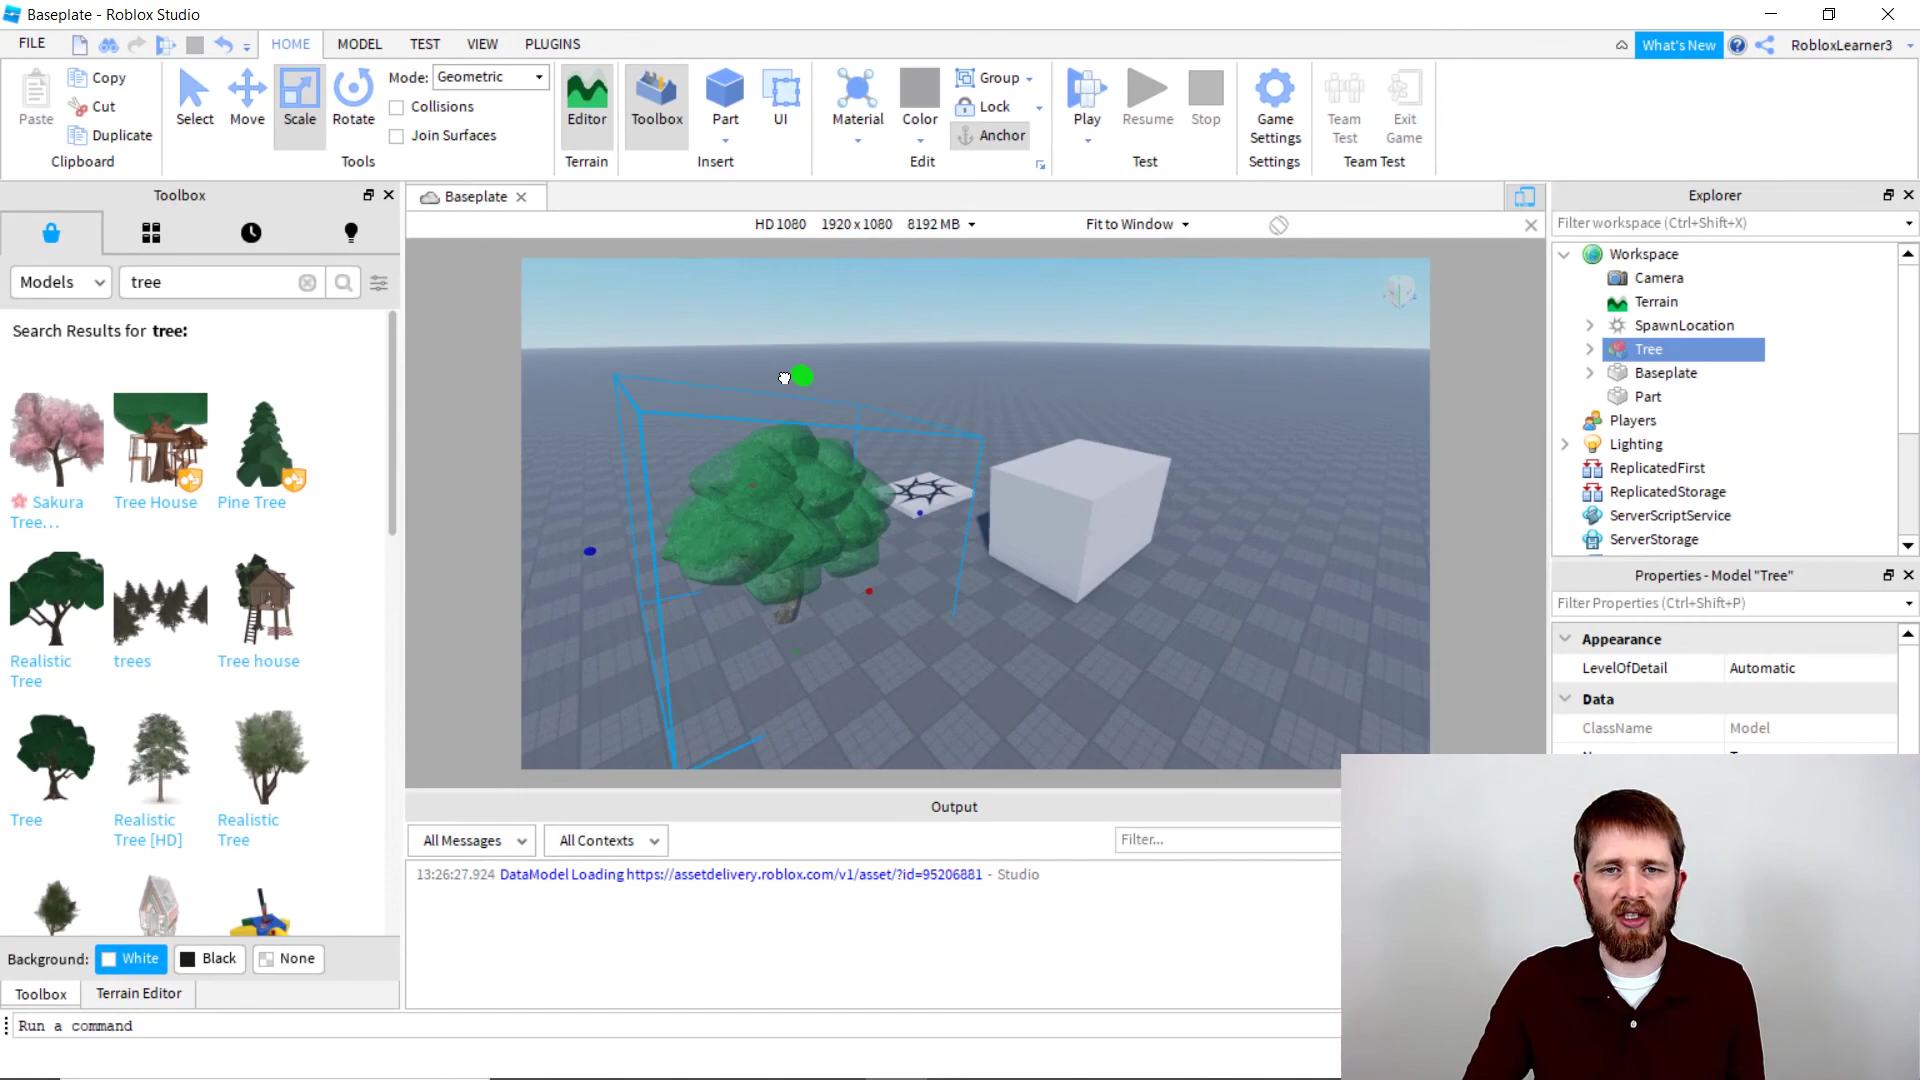 Baseplate - Roblox Studio
FILE HOME MODEL TEST VIEW PLUGINS What's New RobloxLearner3
Paste Copy Cut Duplicate Clipboard
Select Move Scale Rotate Tools
Mode: Geometric
Collisions
Join Surfaces
Editor Terrain
Toolbox Part UI Insert
Material Color Group Lock Anchor Edit
Play Resume Stop Test
Game Settings Settings
Team Test Exit Game Team Test
Toolbox
Models tree
Search Results for tree:
Sakura Tree...
Tree House
Pine Tree
Realistic Tree
trees
Tree house
Tree
Realistic Tree [HD]
Realistic Tree
Background: White Black None
Toolbox Terrain Editor
Run a command
Baseplate
HD 1080 1920 x 1080 8192 MB Fit to Window
Output
All Messages All Contexts Filter...
13:26:27.924 DataModel Loading https://assetdelivery.roblox.com/v1/asset/?id=95206881 - Studio
Explorer
Filter workspace (Ctrl+Shift+X)
Workspace
Camera
Terrain
SpawnLocation
Tree
Baseplate
Part
Players
Lighting
ReplicatedFirst
ReplicatedStorage
ServerScriptService
ServerStorage
Properties - Model "Tree"
Filter Properties (Ctrl+Shift+P)
Appearance
LevelOfDetail Automatic
Data
ClassName Model